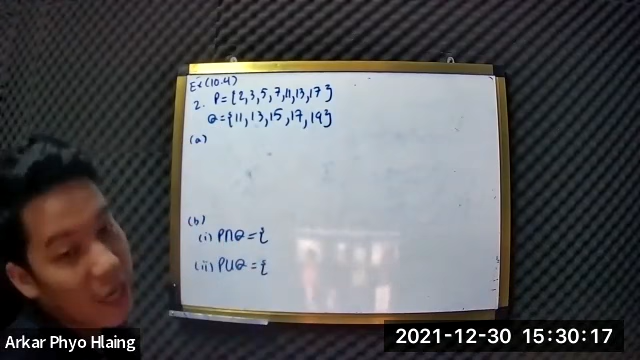 Ex (10.4)
2. P = {2,3,5,7,11,13,17}
Q = {11,13,15,17,19}
(a)
(b)
(i) P∩Q = {
(ii) P∪Q = {
Arkar Phyo Hlaing
2021-12-30 15:30:17